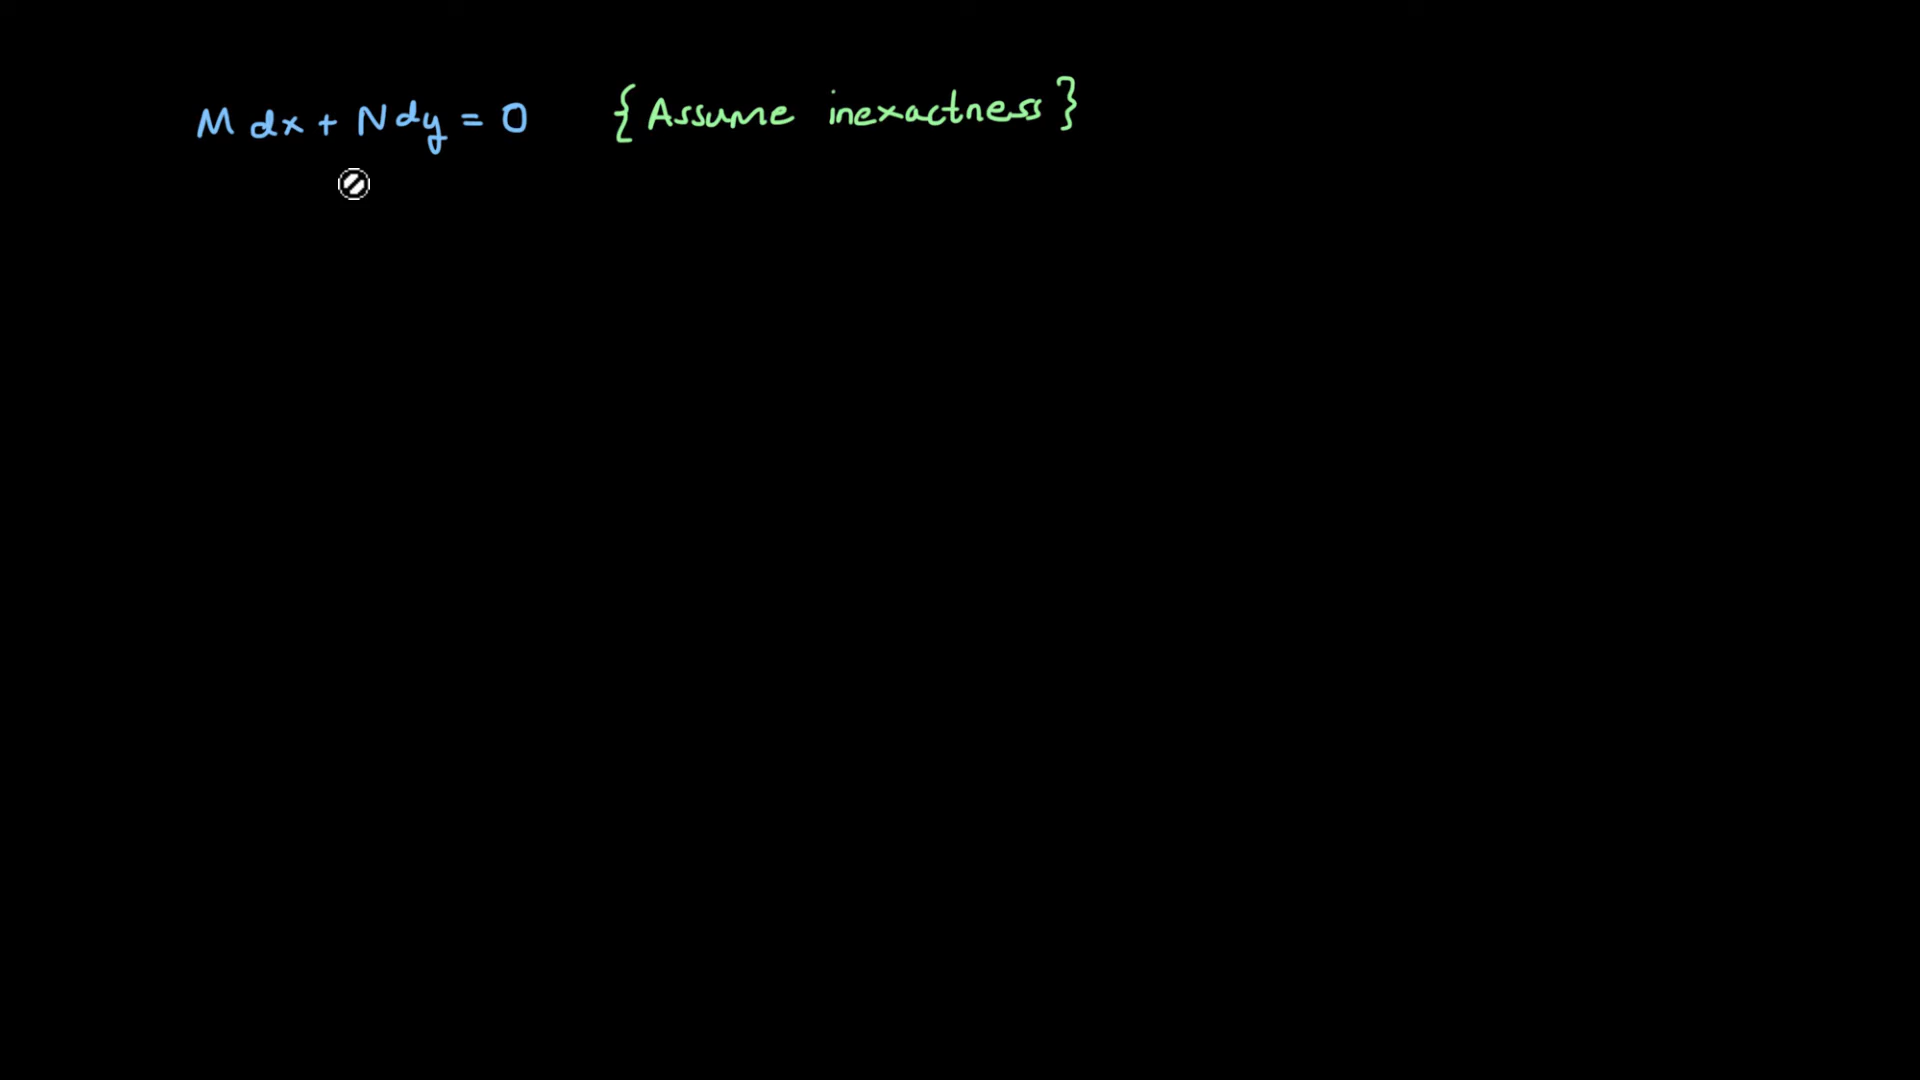 M dx + N dy = 0 {Assume inexactness}